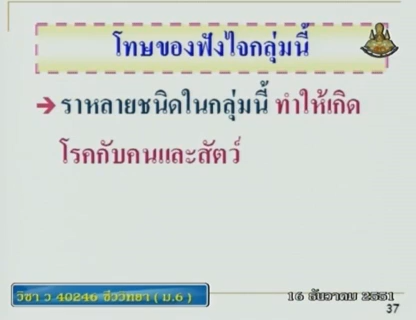 โทษของฟังไจกลุ่มนี้
➔ ราหลายชนิดในกลุ่มนี้ ทำให้เกิด
โรคกับคนและสัตว์
วิชา ว 40246 ชีววิทยา ( ม.6 )
16 ธันวาคม 2551
37